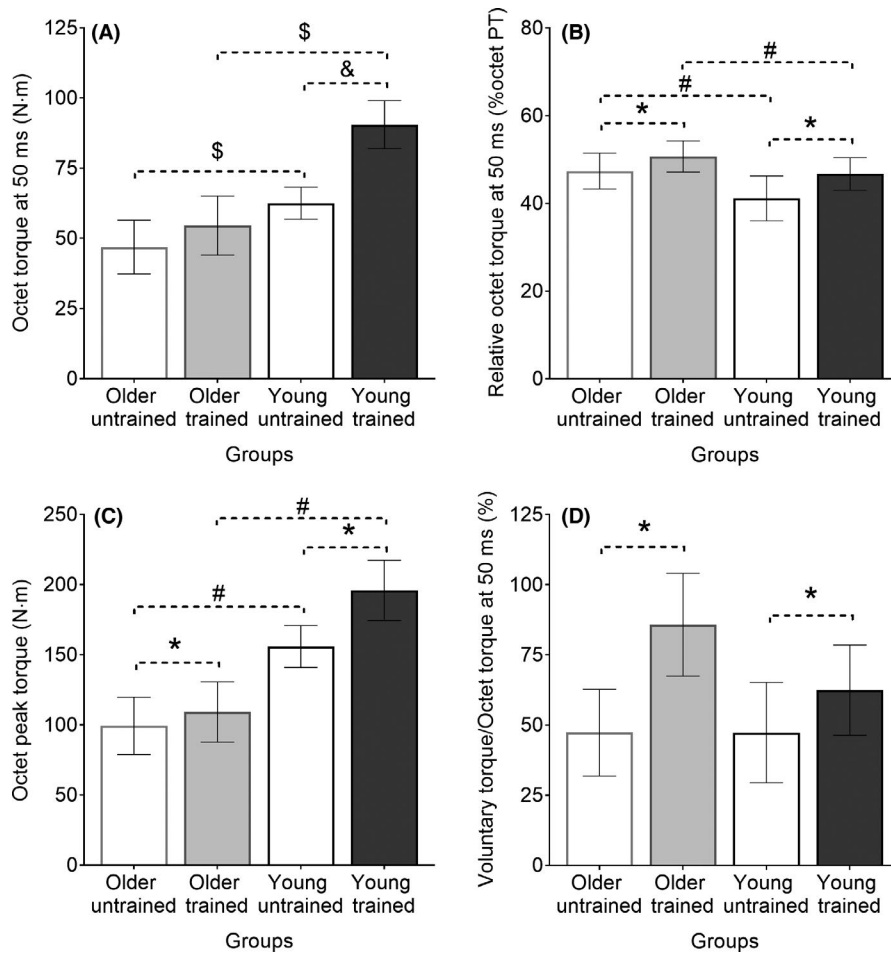 (A)
Octet torque at 50 ms (N·m)
125
100
75
50
25
0
$
$
&
Older untrained
Older trained
Young untrained
Young trained
Groups
(B)
Relative octet torque at 50 ms (%octet PT)
80
60
40
20
0
#
#
*
*
Older untrained
Older trained
Young untrained
Young trained
Groups
(C)
Octet peak torque (N·m)
250
200
150
100
50
0
#
*
#
*
Older untrained
Older trained
Young untrained
Young trained
Groups
(D)
Voluntary torque/Octet torque at 50 ms (%)
125
100
75
50
25
0
*
*
Older untrained
Older trained
Young untrained
Young trained
Groups